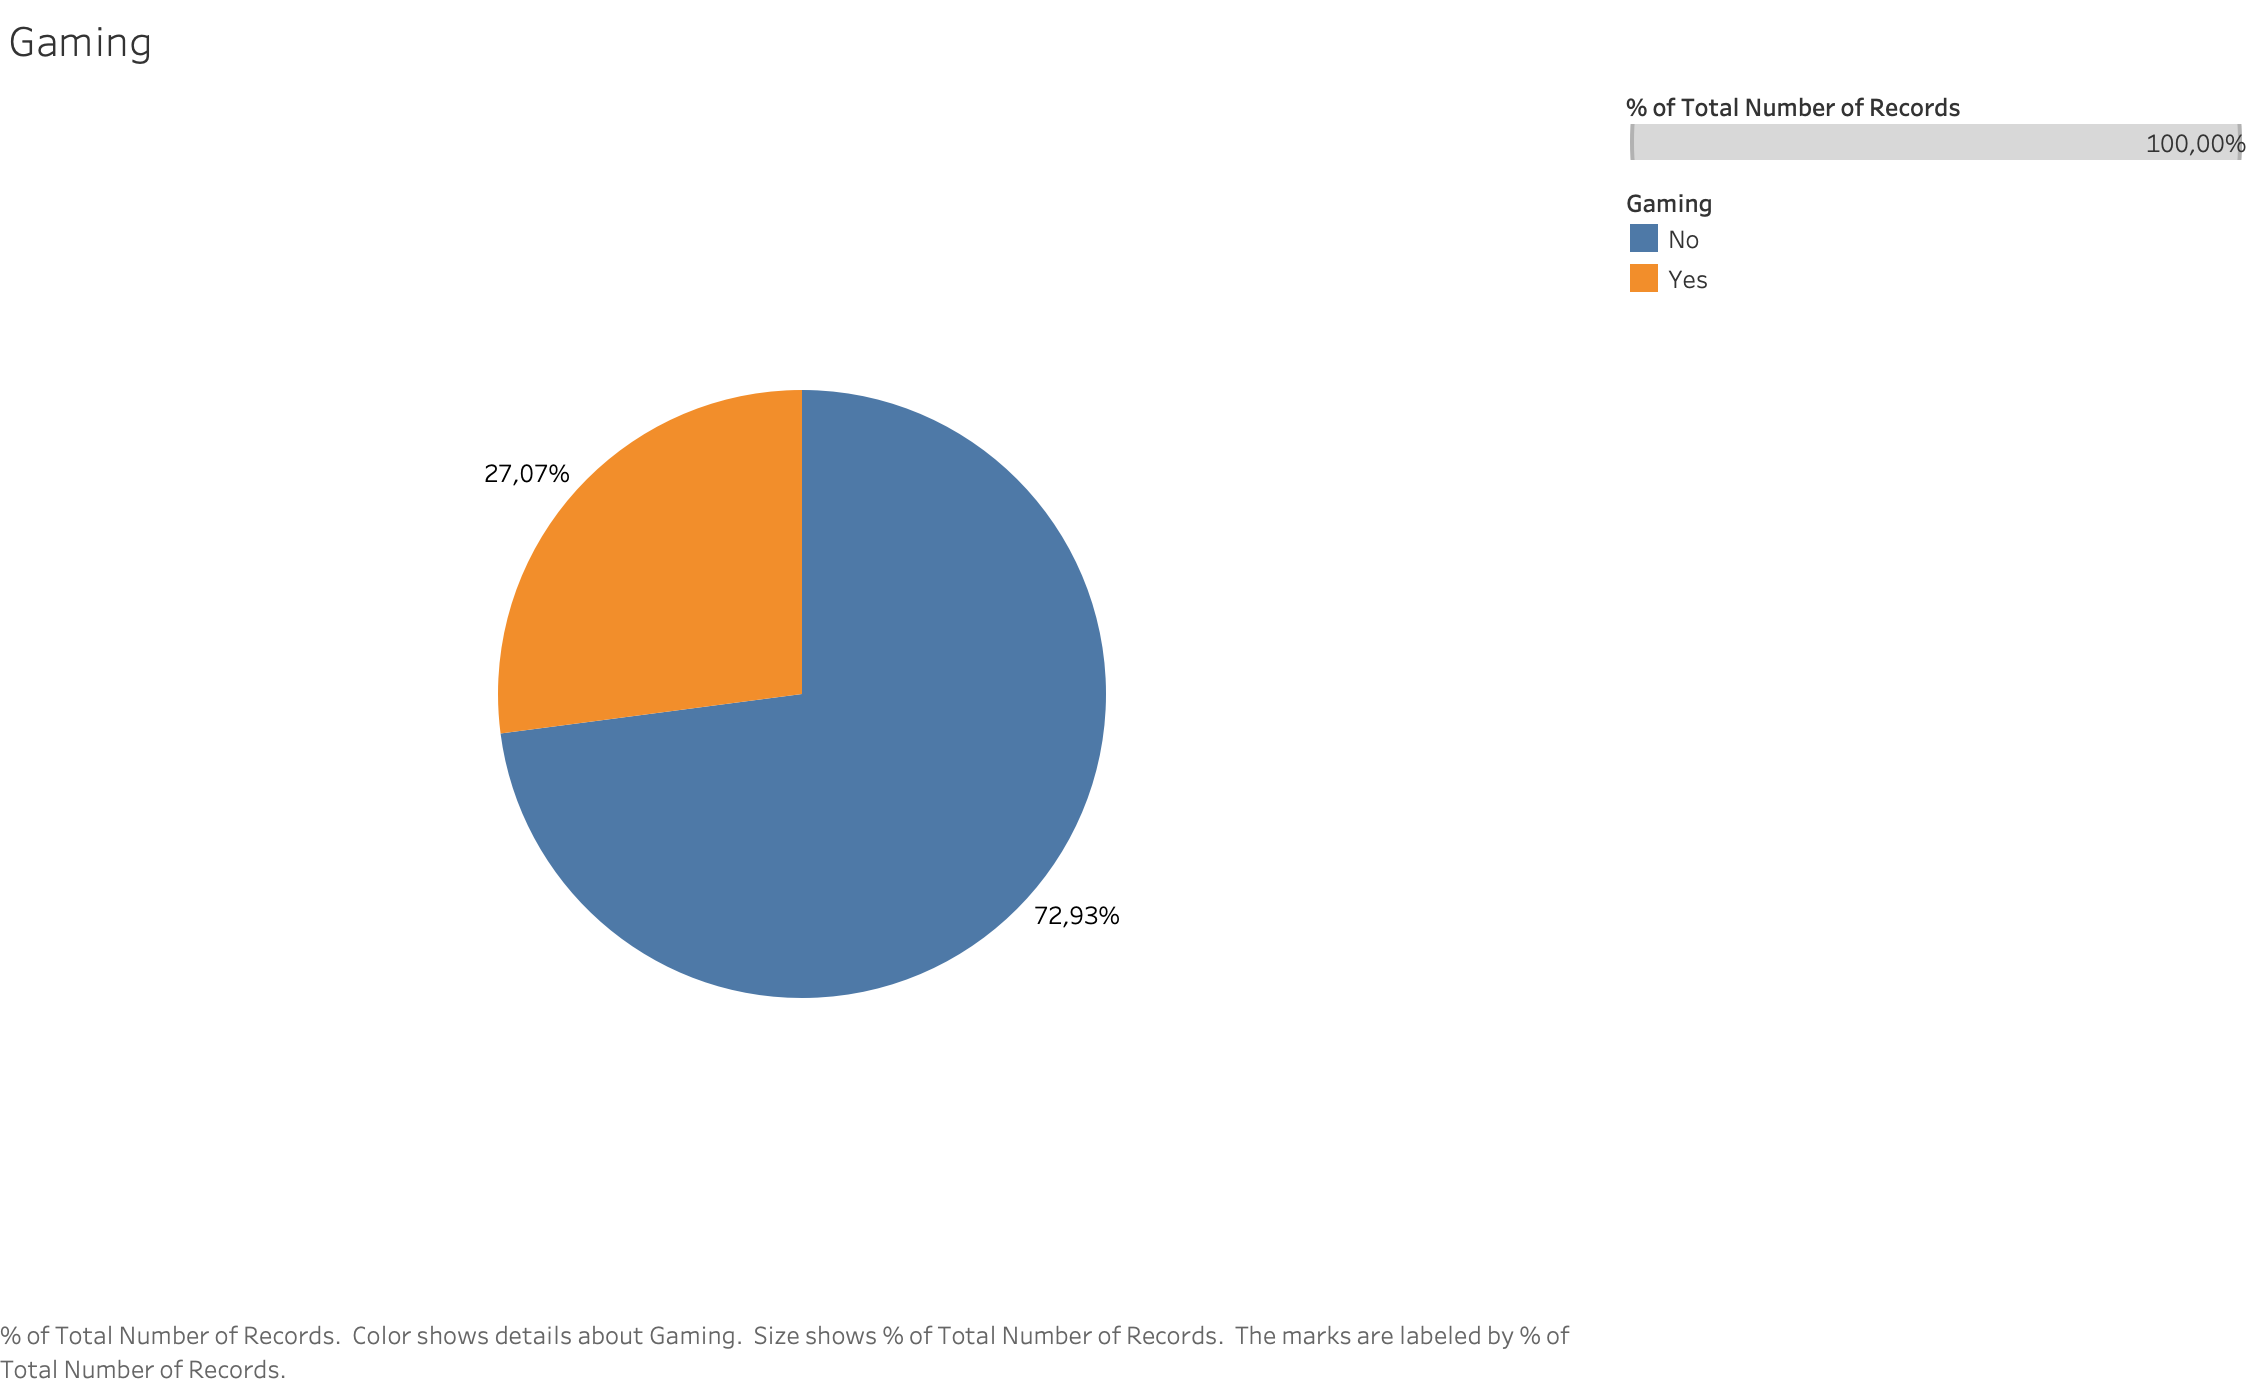 Gaming
% of Total Number of Records
100,00%
Gaming
No
Yes
27,07%
72,93%
% of Total Number of Records.  Color shows details about Gaming.  Size shows % of Total Number of Records.  The marks are labeled by % of
Total Number of Records.